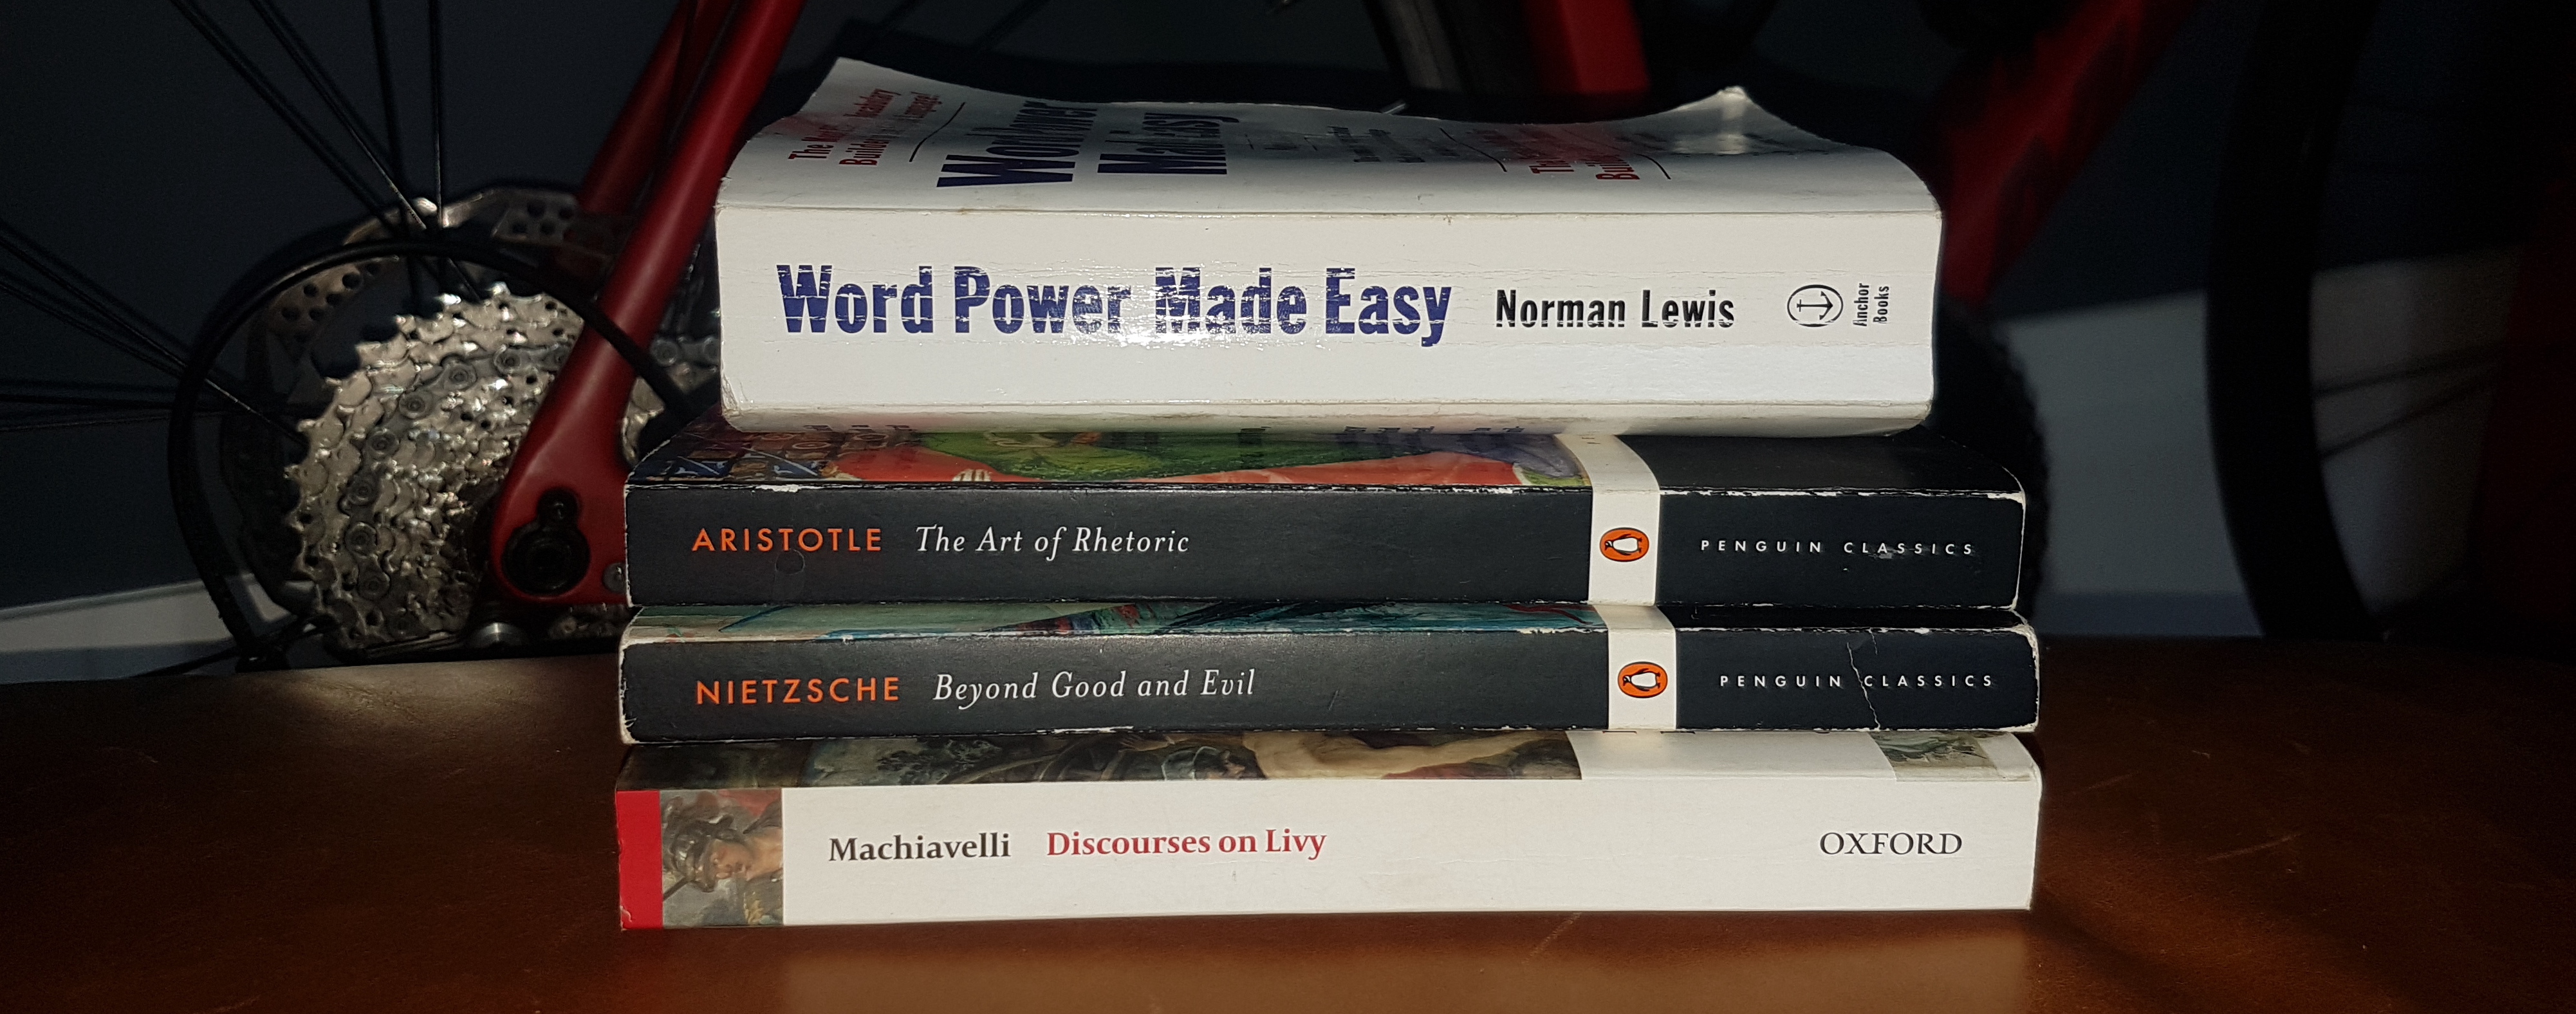 Word Power Made Easy Norman Lewis Anchor Books
ARISTOTLE The Art of Rhetoric PENGUIN CLASSICS
NIETZSCHE Beyond Good and Evil PENGUIN CLASSICS
Machiavelli Discourses on Livy OXFORD